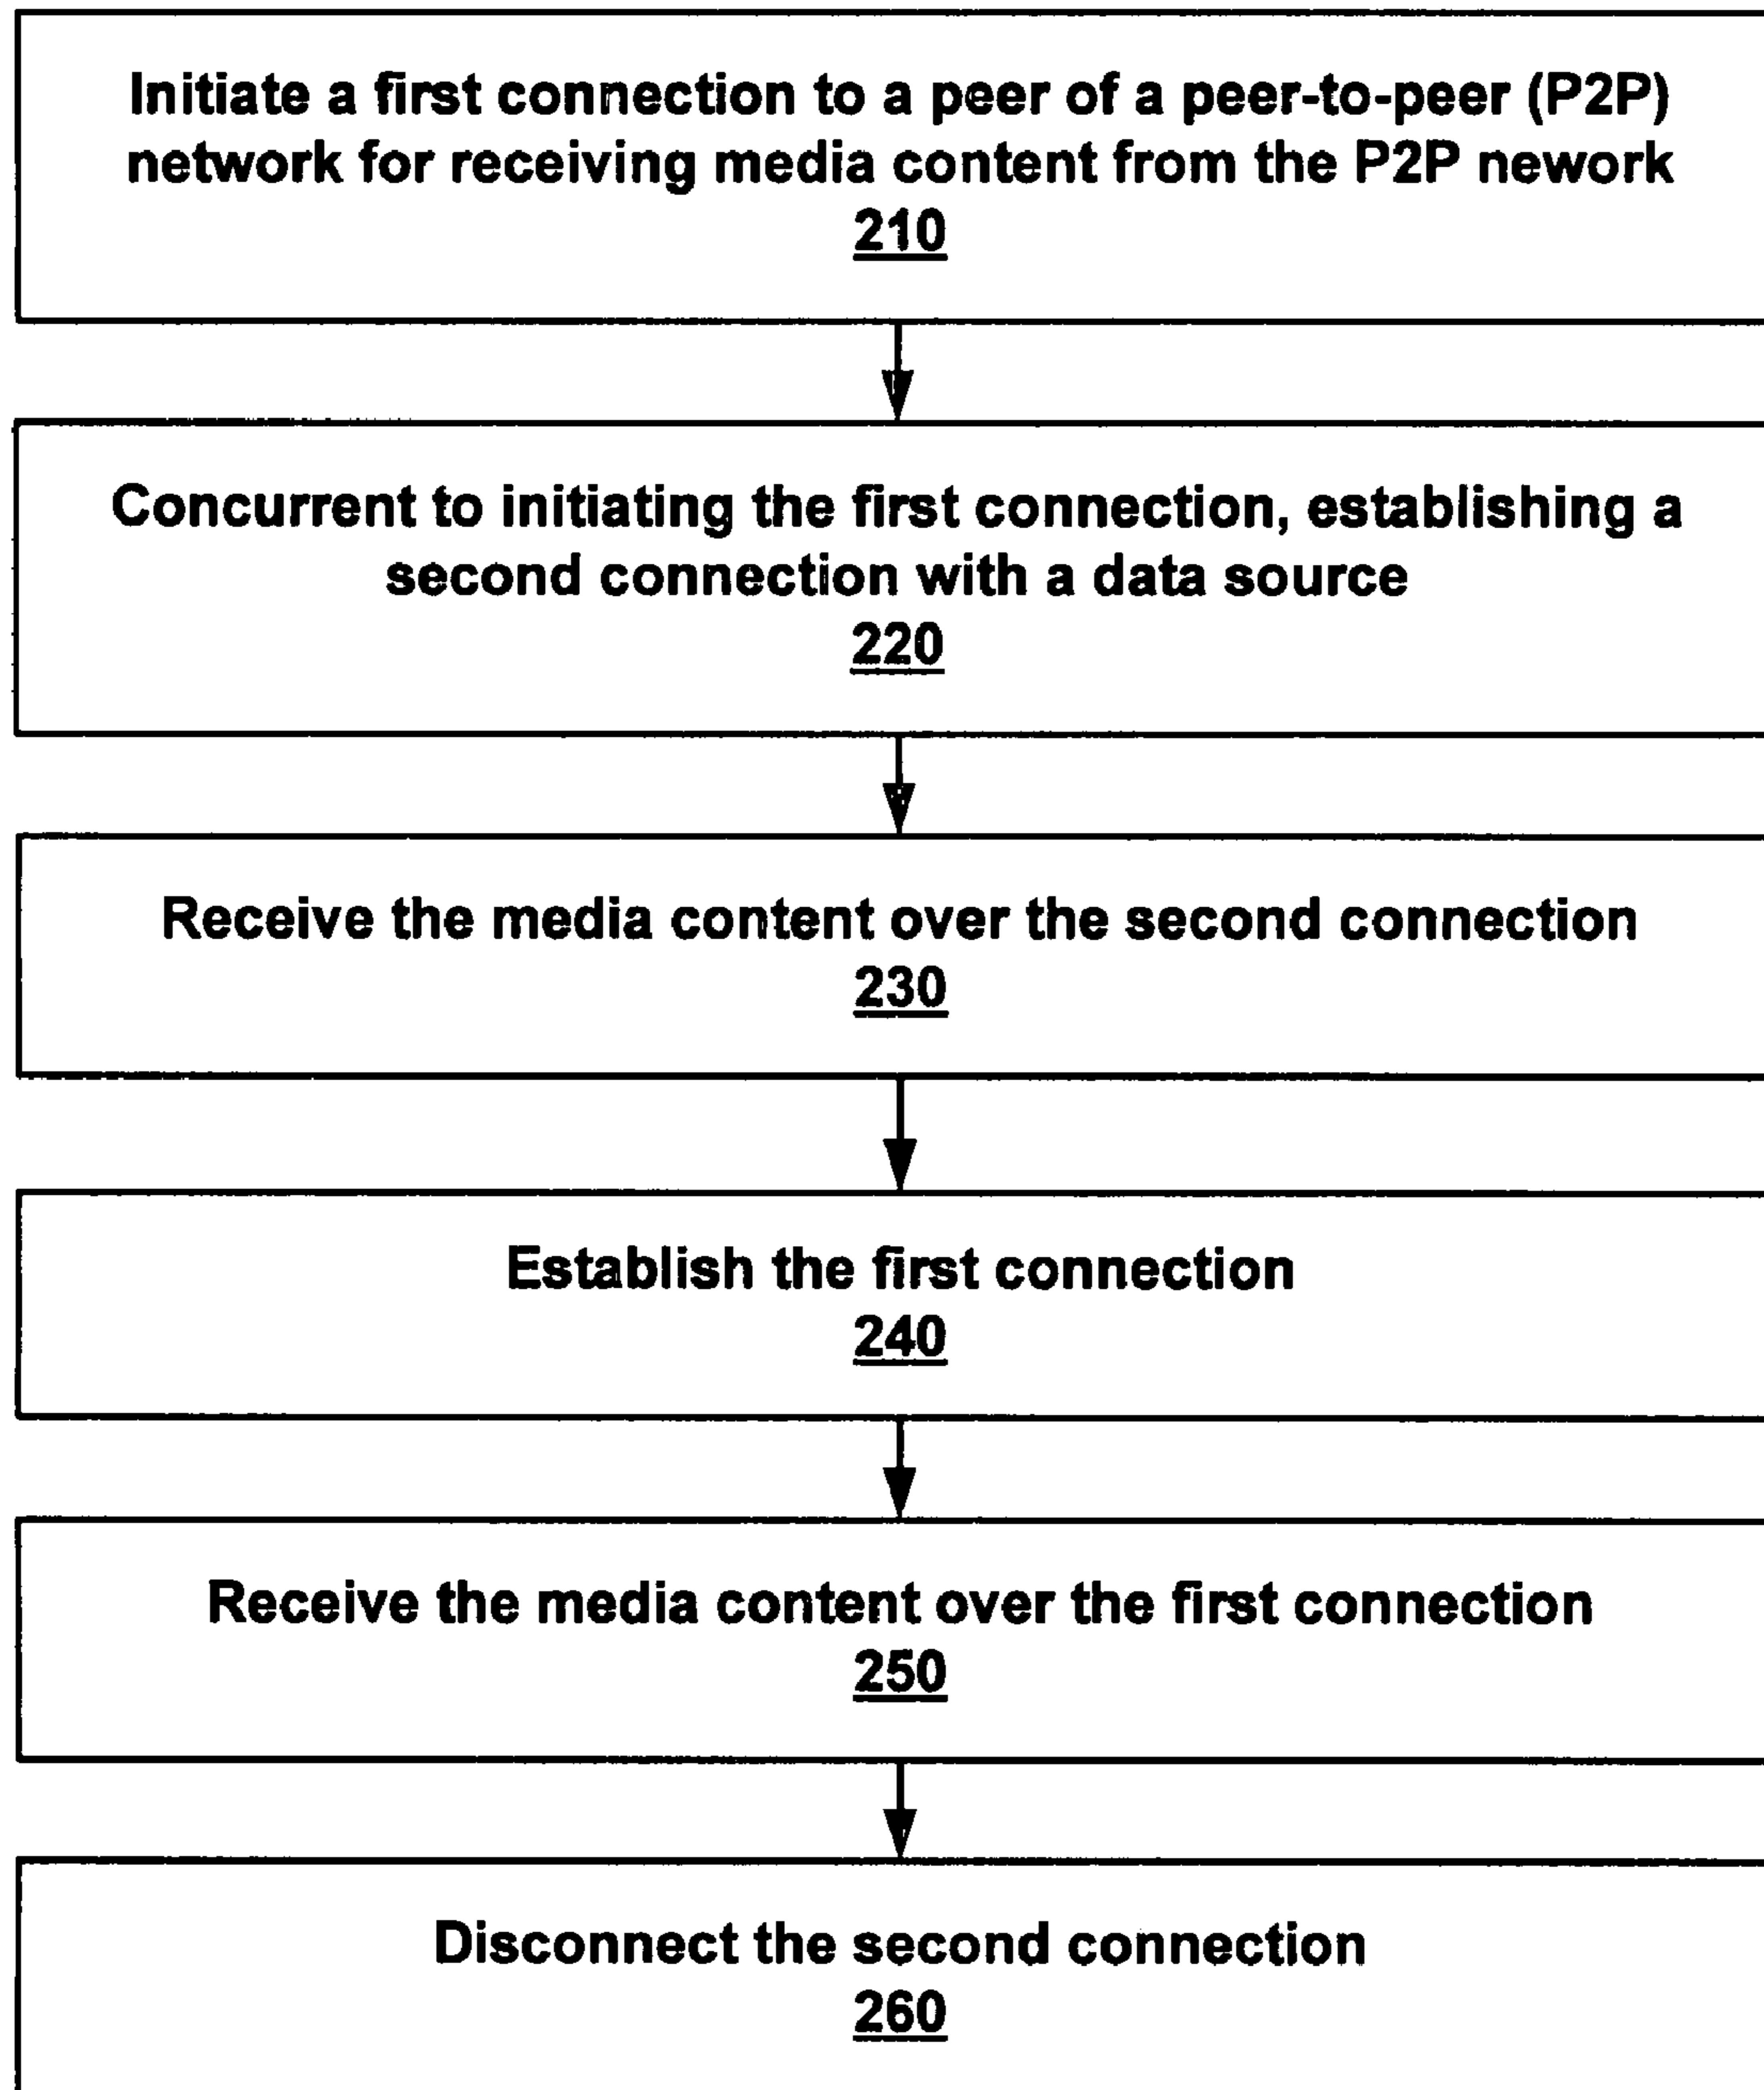 Initiate a first connection to a peer of a peer-to-peer (P2P)
network for receiving media content from the P2P nework
210
Concurrent to initiating the first connection, establishing a
second connection with a data source
220
Receive the media content over the second connection
230
Establish the first connection
240
Receive the media content over the first connection
250
Disconnect the second connection
260